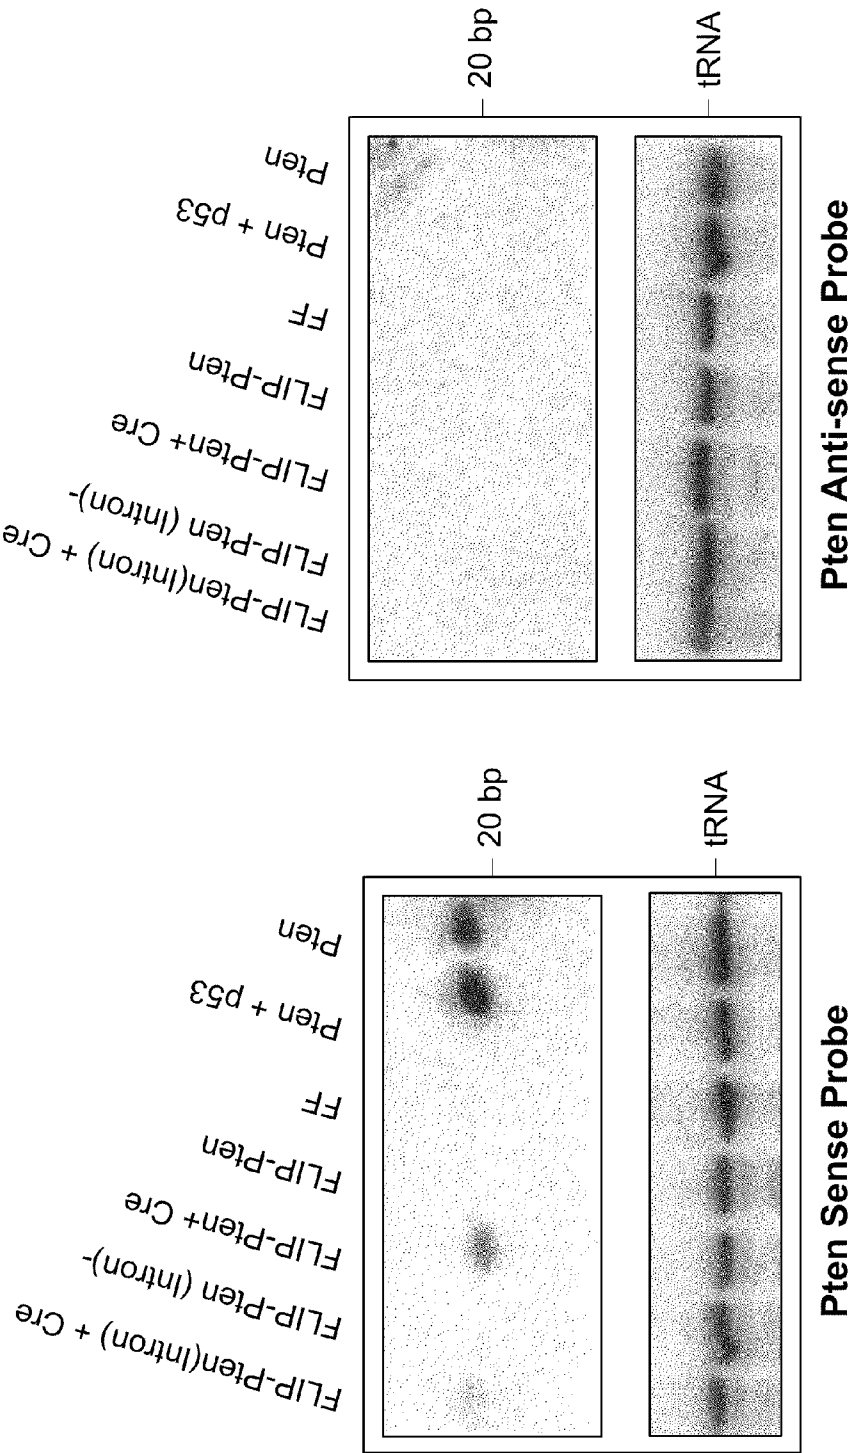 Pten
Pten + p53
FF
FLIP-Pten
FLIP-Pten+ Cre
FLIP-Pten (Intron)-
FLIP-Pten(Intron) + Cre
20 bp
tRNA
Pten Anti-sense Probe
Pten
Pten + p53
FF
FLIP-Pten
FLIP-Pten+ Cre
FLIP-Pten (Intron)-
FLIP-Pten(Intron) + Cre
20 bp
tRNA
Pten Sense Probe